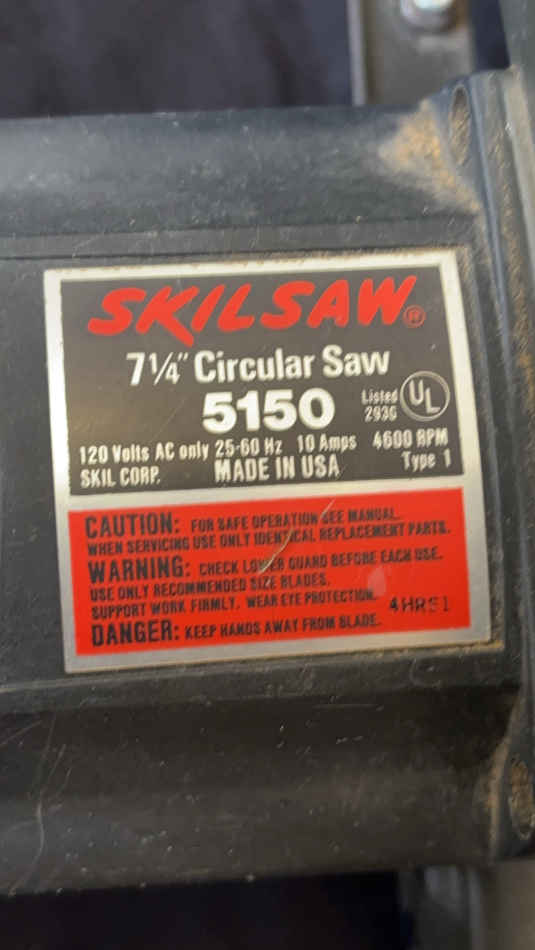 SKILSAW®
7 1/4" Circular Saw
5150
Listed
293G
UL
120 Volts AC only 25-60 Hz 10 Amps 4600 RPM
SKIL CORP. MADE IN USA Type 1
CAUTION: FOR SAFE OPERATION SEE MANUAL.
WHEN SERVICING USE ONLY IDENTICAL REPLACEMENT PARTS.
WARNING: CHECK LOWER GUARD BEFORE EACH USE.
USE ONLY RECOMMENDED SIZE BLADES.
SUPPORT WORK FIRMLY. WEAR EYE PROTECTION.
DANGER: KEEP HANDS AWAY FROM BLADE.